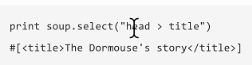 print soup.select("head > title")
#[<title>The Dormouse's story</title>]